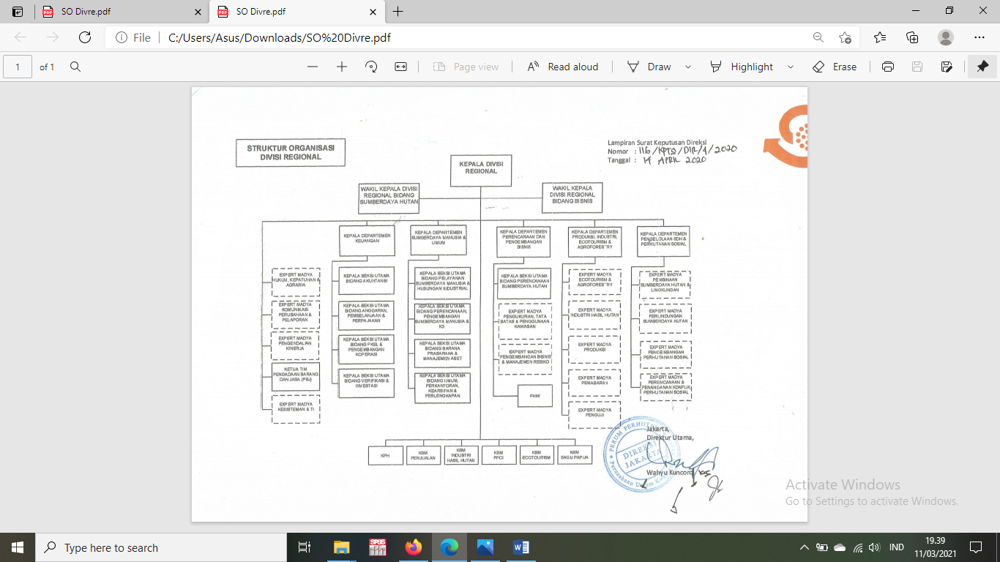 SO Divre.pdf
SO Divre.pdf
File
C:/Users/Asus/Downloads/SO%20Divre.pdf
1
of 1
Page view
Read aloud
Draw
Highlight
Erase
STRUKTUR ORGANISASI
DIVISI REGIONAL
Lampiran Surat Keputusan Direksi
Nomor : 116/KPTS/DIR/4/2020
Tanggal : 14 APRIL 2020
KEPALA DIVISI
REGIONAL
WAKIL KEPALA DIVISI
REGIONAL BIDANG
SUMBERDAYA HUTAN
WAKIL KEPALA
DIVISI REGIONAL
BIDANG BISNIS
KEPALA DEPARTEMEN
KEUANGAN
KEPALA DEPARTEMEN
SUMBERDAYA MANUSIA &
UMUM
KEPALA DEPARTEMEN
PERENCANAAN DAN
PENGEMBANGAN
BISNIS
KEPALA DEPARTEMEN
PRODUKSI, INDUSTRI,
ECOTOURISM &
AGROFORESTRY
KEPALA DEPARTEMEN
PENGELOLAAN SDH &
PERHUTANAN SOSIAL
EXPERT MADYA
HUKUM, KEPATUHAN &
AGRARIA
EXPERT MADYA
KOMUNIKASI
PERUSAHAAN &
PELAPORAN
EXPERT MADYA
PENGENDALIAN
KINERJA
KETUA TIM
PENGADAAN BARANG
DAN JASA (PBJ)
EXPERT MADYA
KESISTEMAN & TI
KEPALA SEKSI UTAMA
BIDANG AKUNTANSI
KEPALA SEKSI UTAMA
BIDANG ANGGARAN,
PEMBELANJAAN &
PERPAJAKAN
KEPALA SEKSI UTAMA
BIDANG PKBL &
PENGEMBANGAN
KOPERASI
KEPALA SEKSI UTAMA
BIDANG VERIFIKASI &
INVESTASI
KEPALA SEKSI UTAMA
BIDANG PELAYANAN
SUMBERDAYA MANUSIA &
HUBUNGAN INDUSTRIAL
KEPALA SEKSI UTAMA
BIDANG PERENCANAAN,
PENGEMBANGAN
SUMBERDAYA MANUSIA &
K3
KEPALA SEKSI UTAMA
BIDANG SARANA
PRASARANA &
MANAJEMEN ASET
KEPALA SEKSI UTAMA
BIDANG UMUM,
PERKANTORAN,
KEARSIPAN &
PERLENGKAPAN
KEPALA SEKSI UTAMA
BIDANG PERENCANAAN
SUMBERDAYA HUTAN
EXPERT MADYA
PENGUKURAN, TATA
BATAS & PENGGUNAAN
KAWASAN
EXPERT MADYA
PENGEMBANGAN BISNIS
& MANAJEMEN RESIKO
PHW
EXPERT MADYA
ECOTOURISM &
AGROFORESTRY
EXPERT MADYA
INDUSTRI HASIL HUTAN
EXPERT MADYA
PRODUKSI
EXPERT MADYA
PEMASARAN
EXPERT MADYA
PENGUJI
EXPERT MADYA
PEMBINAAN
SUMBERDAYA HUTAN &
LINGKUNGAN
EXPERT MADYA
PERLINDUNGAN
SUMBERDAYA HUTAN
EXPERT MADYA
PENGEMBANGAN
PERHUTANAN SOSIAL
EXPERT MADYA
PERENCANAAN &
PENANGANAN KONFLIK
PERHUTANAN SOSIAL
KPH
KBM
PENJUALAN
KBM
INDUSTRI
HASIL HUTAN
KBM
PFCI
KBM
ECOTOURISM
KBM
SAGU PAPUA
Jakarta,
Direktur Utama,
PERUM PERHUTANI
DIREKSI
JAKARTA
Perusahaan Umum
Wahyu Kuncoro
Activate Windows
Go to Settings to activate Windows.
Type here to search
SPSS
IND
19.39
11/03/2021